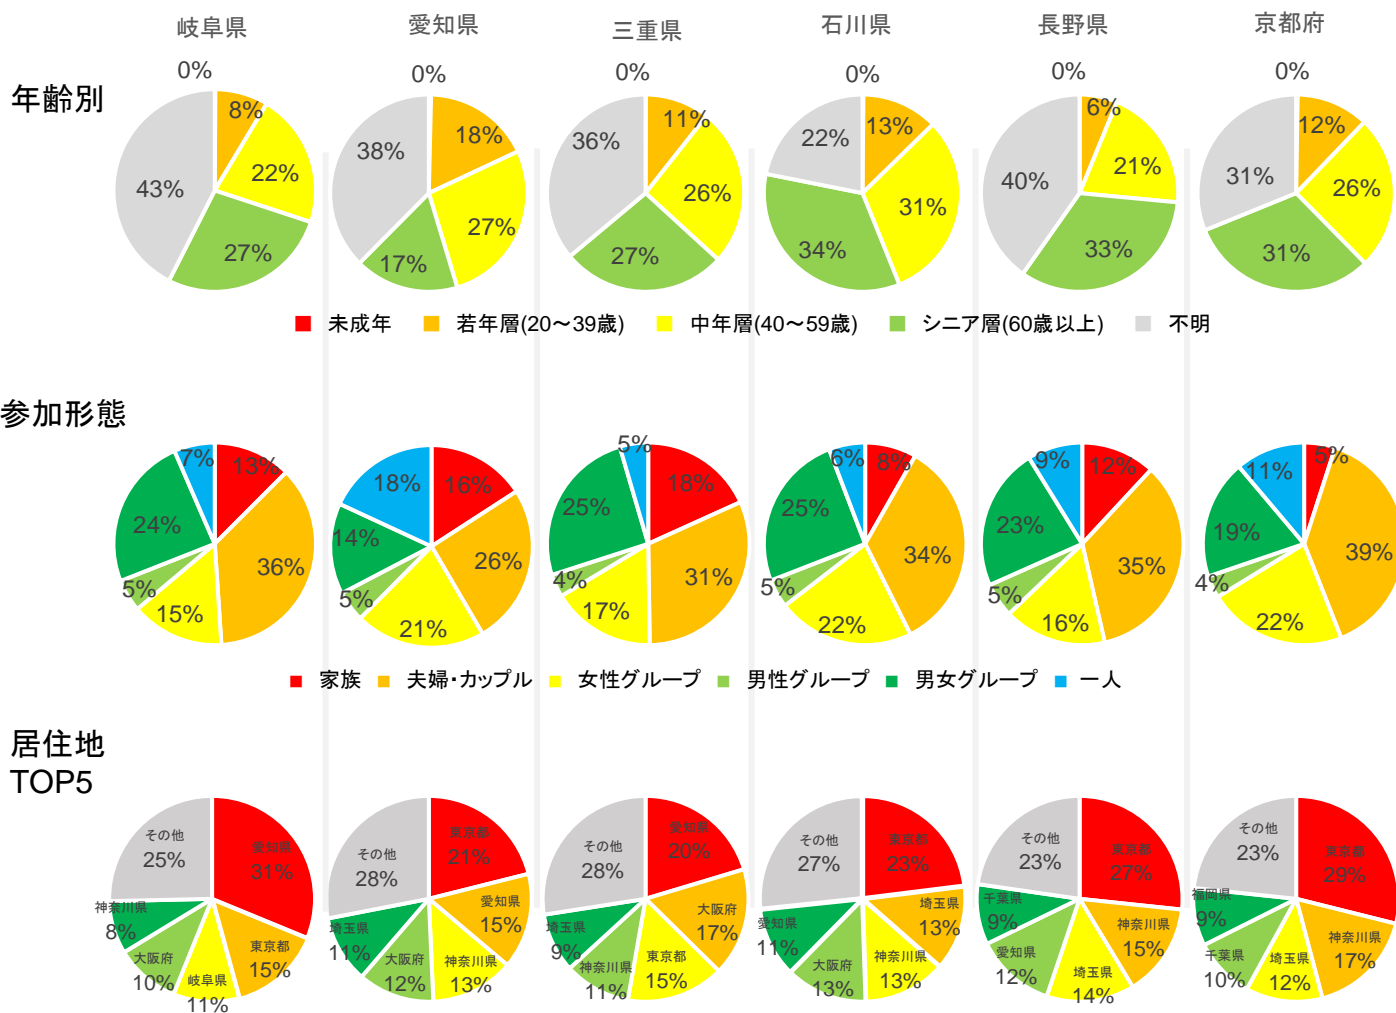 岐阜県
愛知県
三重県
石川県
長野県
京都府
年齢別
0%
8%
22%
27%
43%
0%
18%
27%
17%
38%
0%
11%
26%
27%
36%
0%
13%
31%
34%
22%
0%
6%
21%
33%
40%
0%
12%
26%
31%
31%
未成年
若年層(20～39歳)
中年層(40～59歳)
シニア層(60歳以上)
不明
参加形態
13%
36%
15%
5%
24%
7%
16%
26%
21%
5%
14%
18%
18%
31%
17%
4%
25%
5%
8%
34%
22%
5%
25%
6%
12%
35%
16%
5%
23%
9%
5%
39%
22%
4%
19%
11%
家族
夫婦・カップル
女性グループ
男性グループ
男女グループ
一人
居住地
TOP5
愛知県
31%
東京都
15%
岐阜県
11%
大阪府
10%
神奈川県
8%
その他
25%
東京都
21%
愛知県
15%
神奈川県
13%
大阪府
12%
埼玉県
11%
その他
28%
愛知県
20%
大阪府
17%
東京都
15%
神奈川県
11%
埼玉県
9%
その他
28%
東京都
23%
埼玉県
13%
神奈川県
13%
大阪府
13%
愛知県
11%
その他
27%
東京都
27%
神奈川県
15%
埼玉県
14%
愛知県
12%
千葉県
9%
その他
23%
東京都
29%
神奈川県
17%
埼玉県
12%
千葉県
10%
福岡県
9%
その他
23%